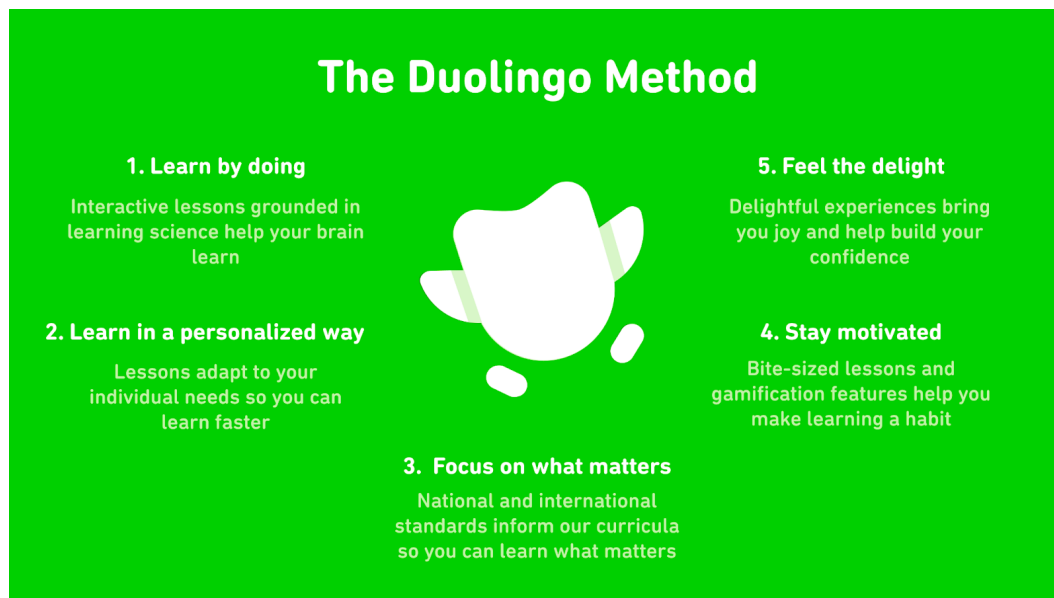 The Duolingo Method
1. Learn by doing
Interactive lessons grounded in
learning science help your brain
learn
2. Learn in a personalized way
Lessons adapt to your
individual needs so you can
learn faster
3. Focus on what matters
National and international
standards inform our curricula
so you can learn what matters
4. Stay motivated
Bite-sized lessons and
gamification features help you
make learning a habit
5. Feel the delight
Delightful experiences bring
you joy and help build your
confidence